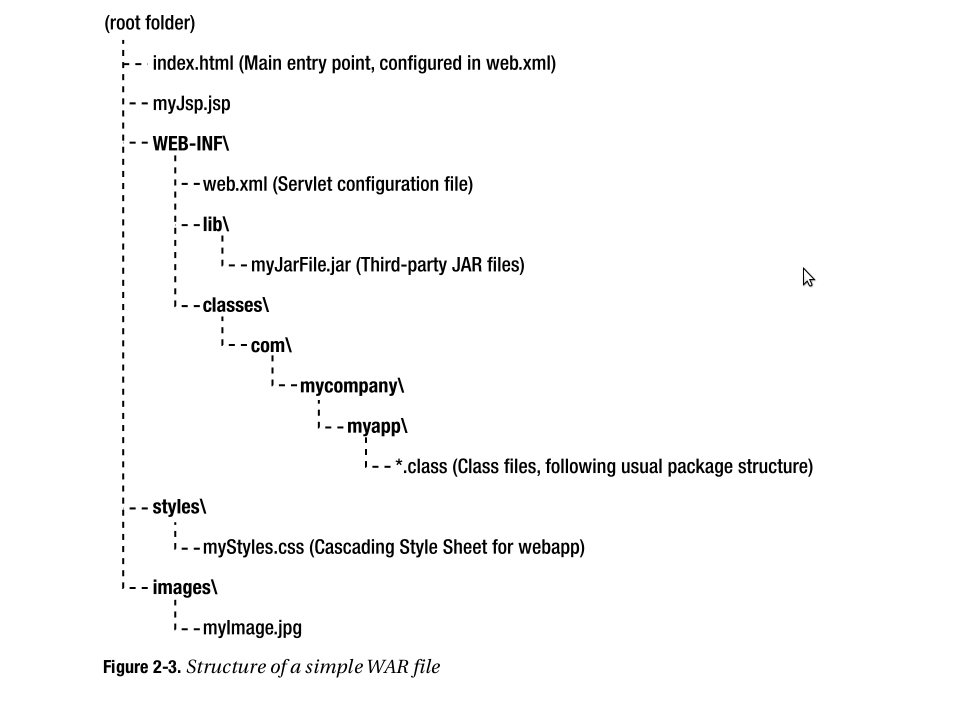 (root folder)
index.html (Main entry point, configured in web.xml)
myJsp.jsp
WEB-INF\
web.xml (Servlet configuration file)
lib\
myJarFile.jar (Third-party JAR files)
classes\
com\
mycompany\
myapp\
*.class (Class files, following usual package structure)
styles\
myStyles.css (Cascading Style Sheet for webapp)
images\
myImage.jpg
Figure 2-3. Structure of a simple WAR file